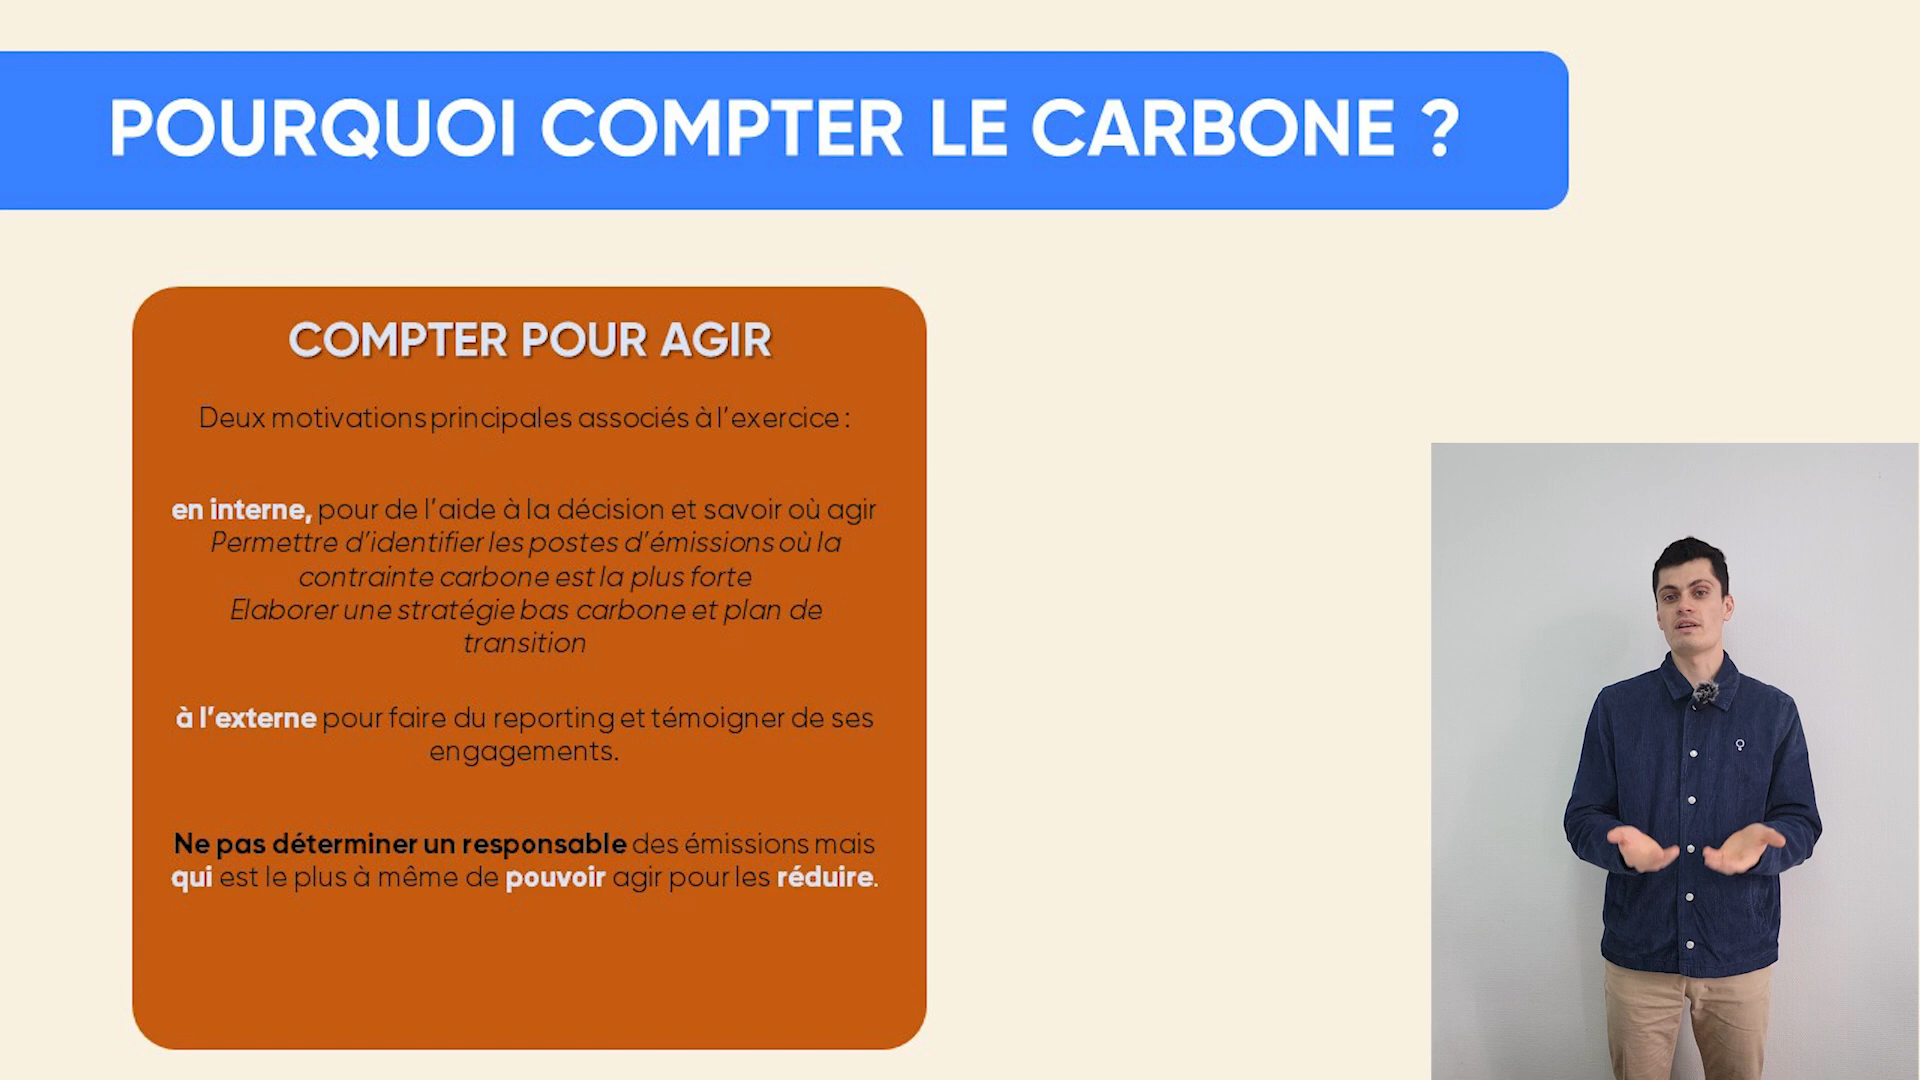 POURQUOI COMPTER LE CARBONE ?
COMPTER POUR AGIR
Deux motivations principales associés à l’exercice :
en interne, pour de l’aide à la décision et savoir où agir
Permettre d’identifier les postes d’émissions où la
contrainte carbone est la plus forte
Elaborer une stratégie bas carbone et plan de
transition
à l’externe pour faire du reporting et témoigner de ses
engagements.
Ne pas déterminer un responsable des émissions mais
qui est le plus à même de pouvoir agir pour les réduire.